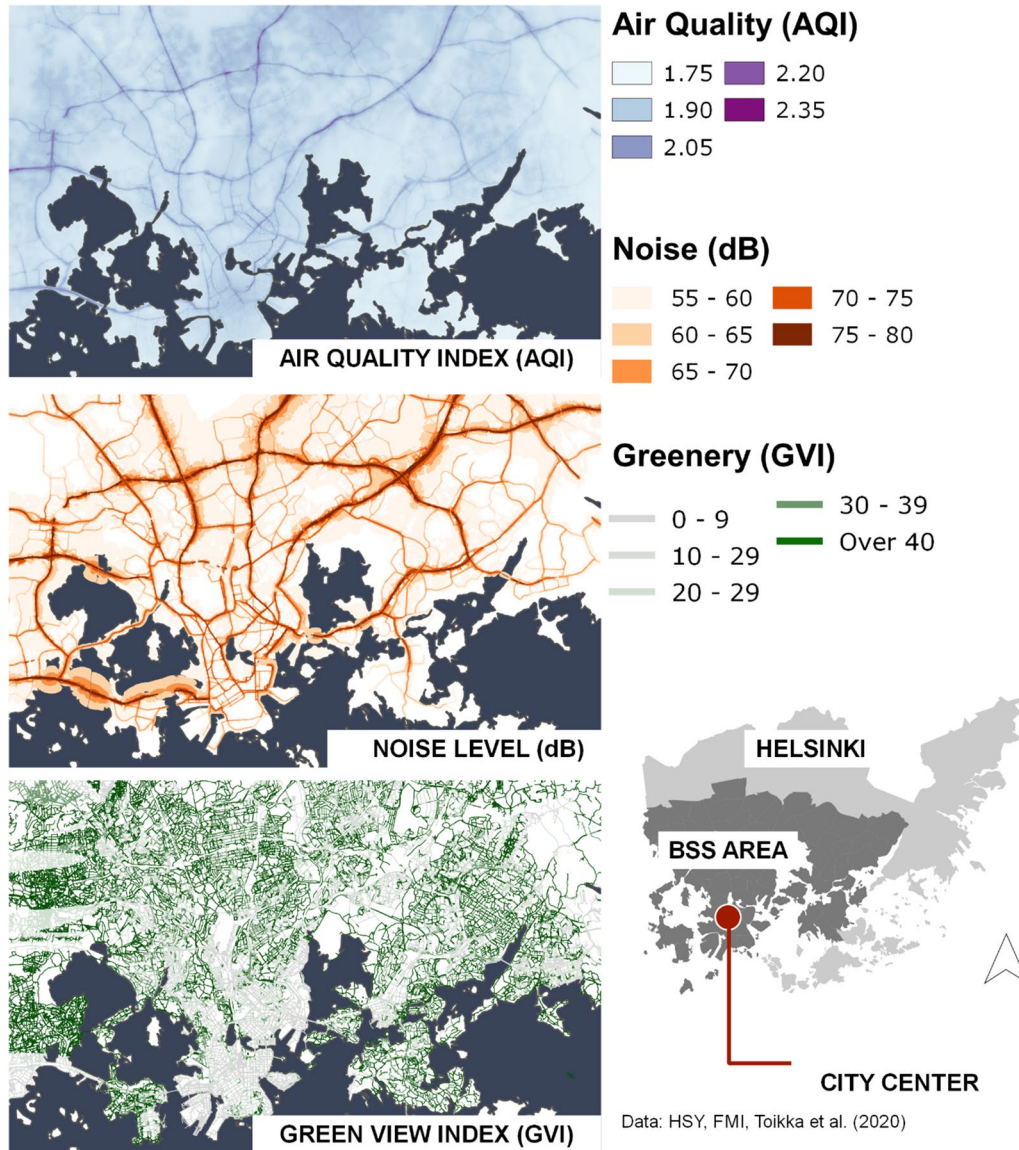 Air Quality (AQI)
1.75
2.20
1.90
2.35
2.05
AIR QUALITY INDEX (AQI)
Noise (dB)
55 - 60
70 - 75
60 - 65
75 - 80
65 - 70
NOISE LEVEL (dB)
Greenery (GVI)
0 - 9
30 - 39
10 - 29
Over 40
20 - 29
GREEN VIEW INDEX (GVI)
HELSINKI
BSS AREA
CITY CENTER
Data: HSY, FMI, Toikka et al. (2020)